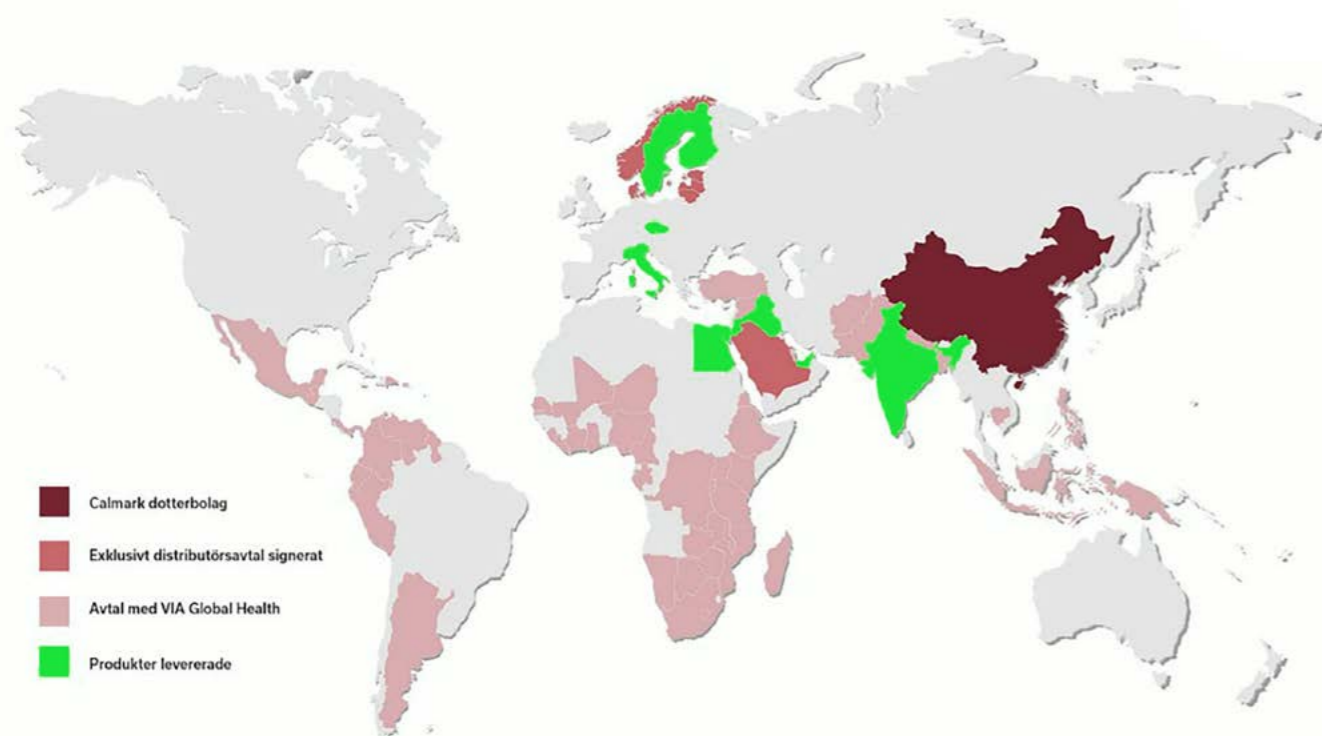 Calmark dotterbolag
Exklusivt distributörsavtal signerat
Avtal med VIA Global Health
Produkter levererade